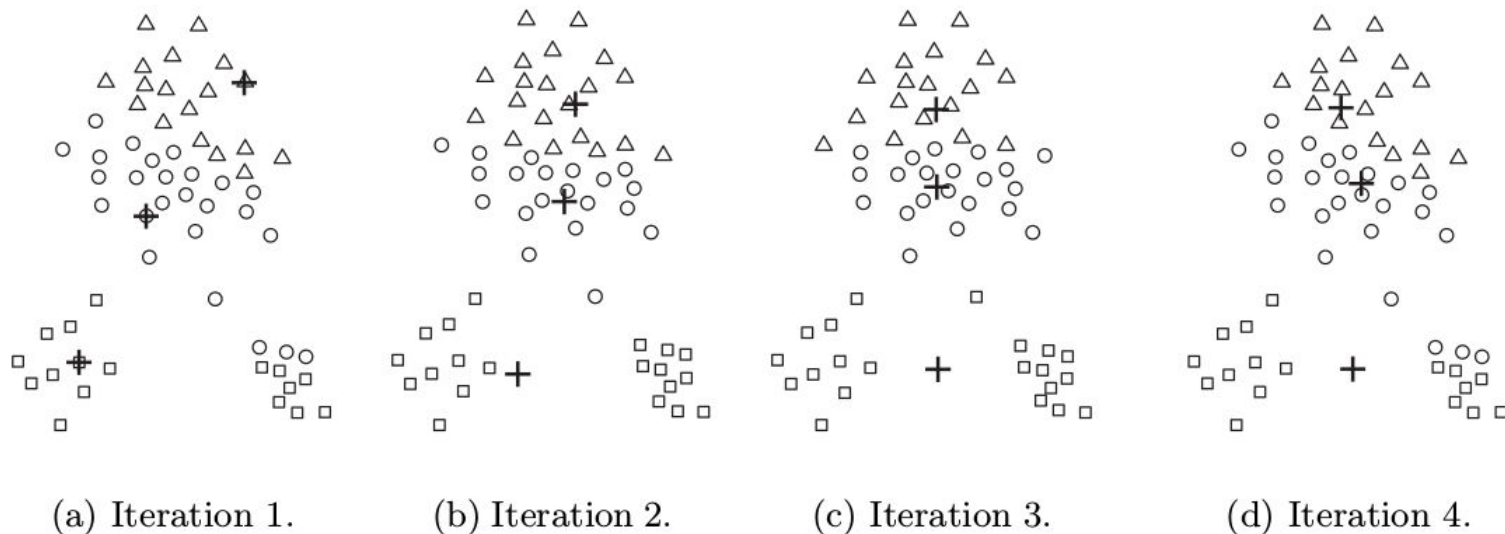 (a) Iteration 1.
(b) Iteration 2.
(c) Iteration 3.
(d) Iteration 4.